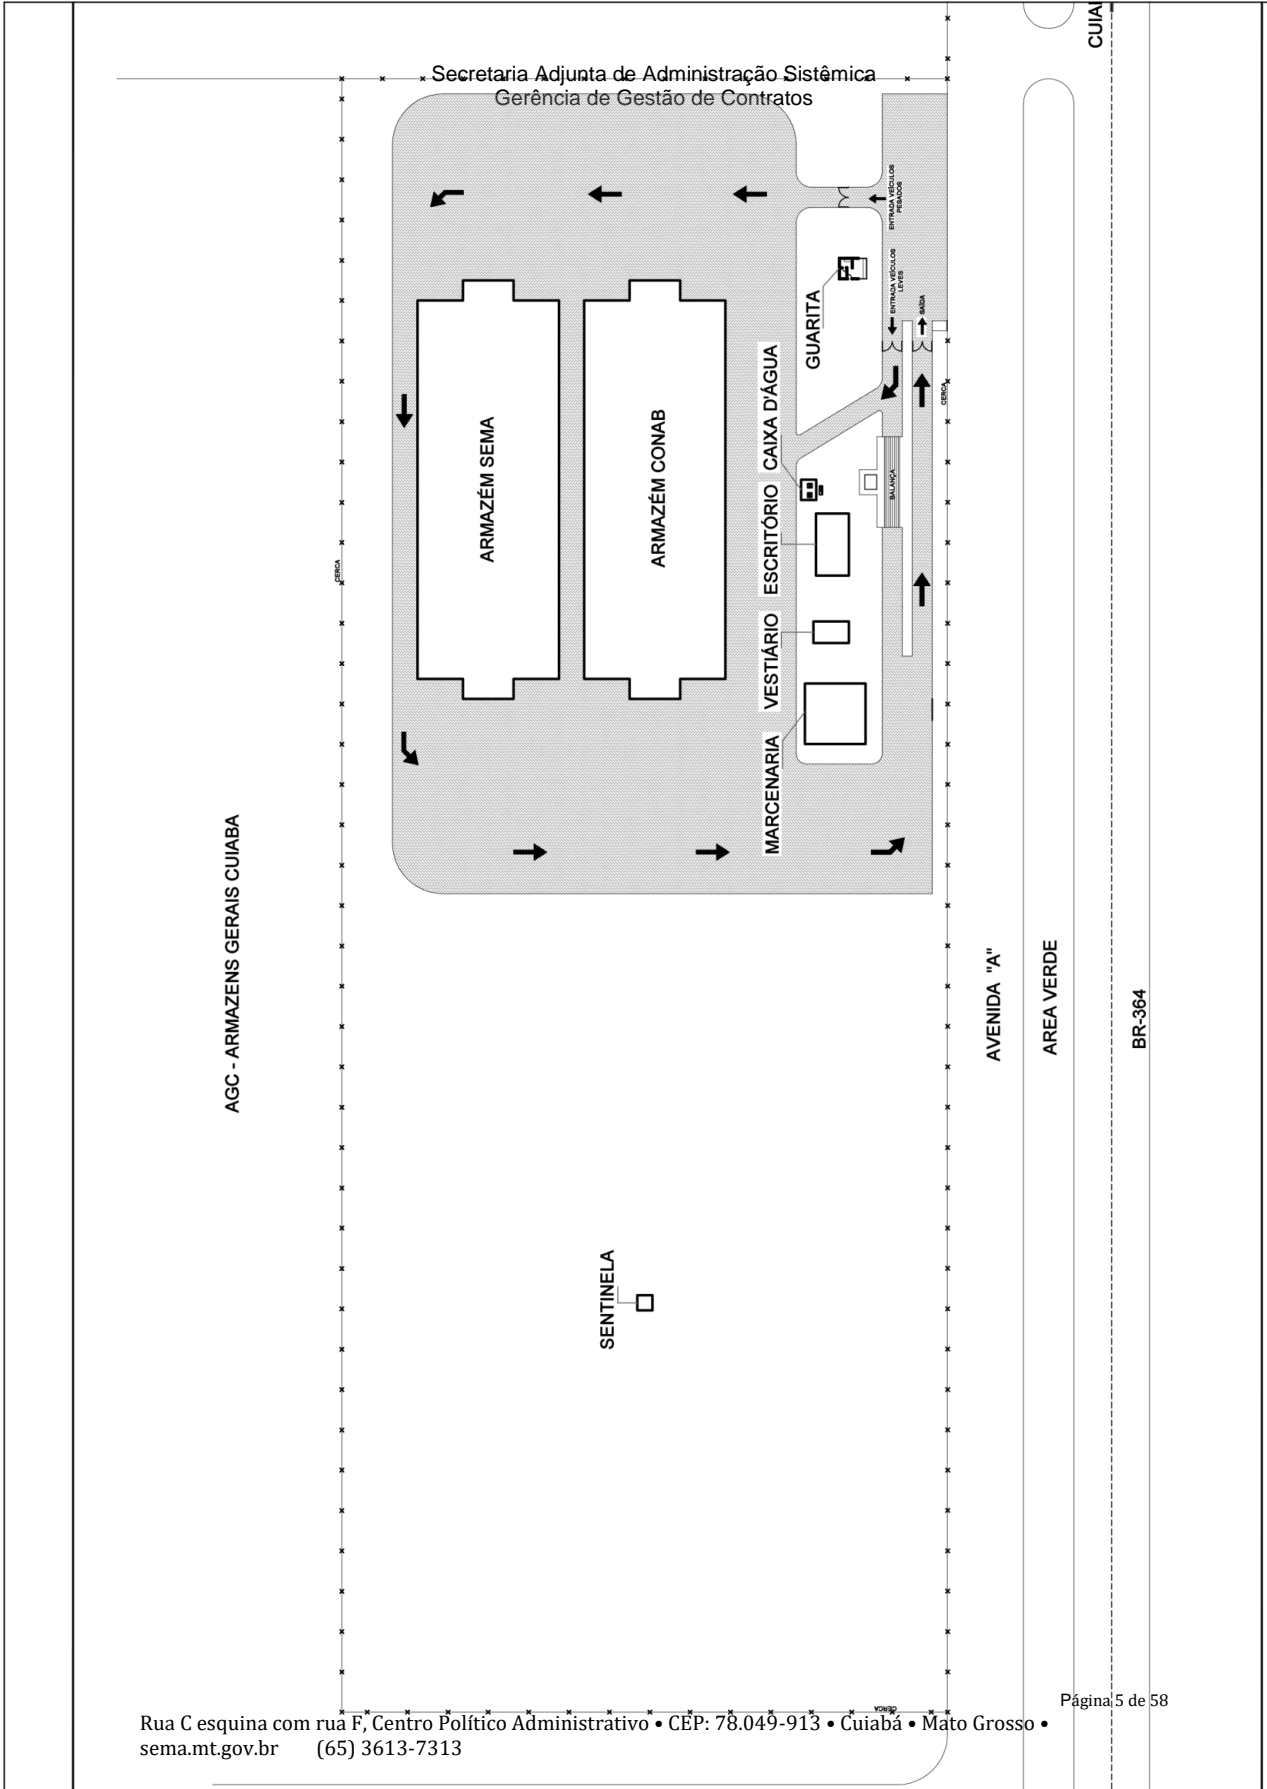 CUIA
Secretaria Adjunta de Administração Sistêmica
Gerência de Gestão de Contratos
ENTRADA VEÍCULOS
PESADOS
ENTRADA VEÍCULOS
LEVES
SAÍDA
GUARITA
CAIXA D'ÁGUA
CERCA
ARMAZÉM SEMA
ARMAZÉM CONAB
ESCRITÓRIO
BALANÇA
CERCA
VESTIÁRIO
MARCENARIA
AGC - ARMAZENS GERAIS CUIABA
AVENIDA "A"
AREA VERDE
BR-364
SENTINELA
CERCA
Página 5 de 58
Rua C esquina com rua F, Centro Político Administrativo • CEP: 78.049-913 • Cuiabá • Mato Grosso •
sema.mt.gov.br (65) 3613-7313